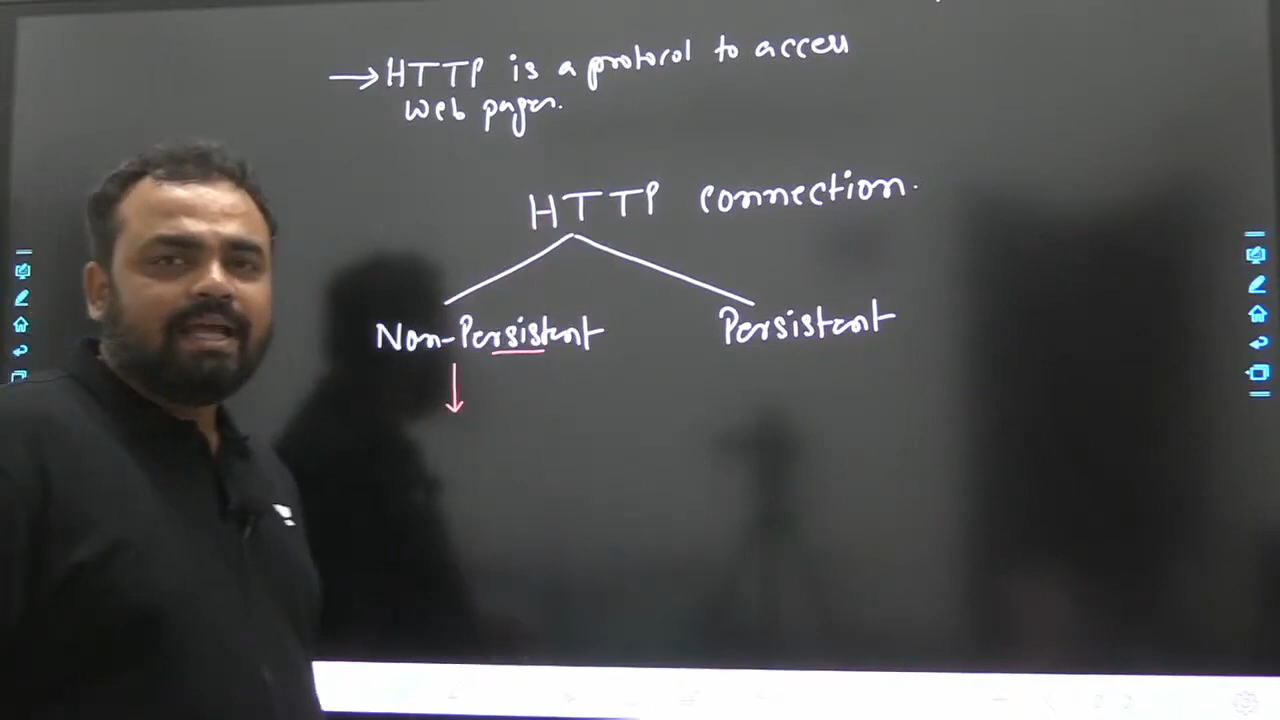 → HTTP is a protocol to access
Web pages.
HTTP connection.
Non-Persistent
Persistent